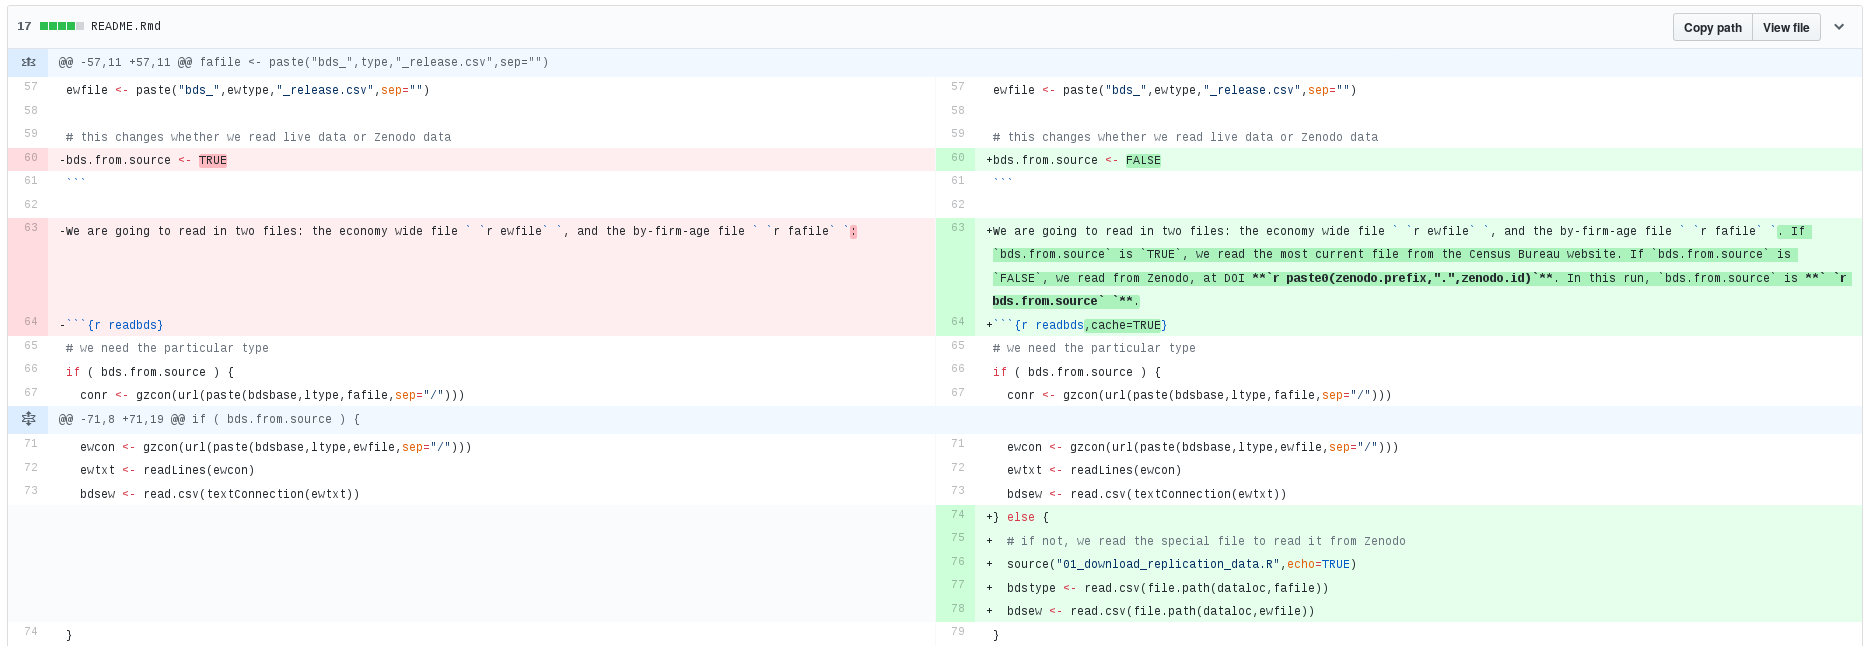 17 README.Rmd Copy path View file
@@ -57,11 +57,11 @@ fafile <- paste("bds_",type,"_release.csv",sep="")
57 ewfile <- paste("bds_",ewtype,"_release.csv",sep="") 57 ewfile <- paste("bds_",ewtype,"_release.csv",sep="")
58 58
59 # this changes whether we read live data or Zenodo data 59 # this changes whether we read live data or Zenodo data
60 -bds.from.source <- TRUE 60 +bds.from.source <- FALSE
61 ``` 61 ```
62 62
63 -We are going to read in two files: the economy wide file ` `r ewfile` `, and the by-firm-age file ` `r fafile` `: 63 +We are going to read in two files: the economy wide file ` `r ewfile` `, and the by-firm-age file ` `r fafile` `. If
`bds.from.source` is `TRUE`, we read the most current file from the Census Bureau website. If `bds.from.source` is
`FALSE`, we read from Zenodo, at DOI **`r paste0(zenodo.prefix,".",zenodo.id)`**. In this run, `bds.from.source` is **` `r
bds.from.source` `**.
64 -```{r readbds} 64 +```{r readbds,cache=TRUE}
65 # we need the particular type 65 # we need the particular type
66 if ( bds.from.source ) { 66 if ( bds.from.source ) {
67 conr <- gzcon(url(paste(bdsbase,ltype,fafile,sep="/"))) 67 conr <- gzcon(url(paste(bdsbase,ltype,fafile,sep="/")))
@@ -71,8 +71,19 @@ if ( bds.from.source ) {
71 ewcon <- gzcon(url(paste(bdsbase,ltype,ewfile,sep="/"))) 71 ewcon <- gzcon(url(paste(bdsbase,ltype,ewfile,sep="/")))
72 ewtxt <- readLines(ewcon) 72 ewtxt <- readLines(ewcon)
73 bdsew <- read.csv(textConnection(ewtxt)) 73 bdsew <- read.csv(textConnection(ewtxt))
74 +} else {
75 + # if not, we read the special file to read it from Zenodo
76 + source("01_download_replication_data.R",echo=TRUE)
77 + bdstype <- read.csv(file.path(dataloc,fafile))
78 + bdsew <- read.csv(file.path(dataloc,ewfile))
74 } 79 }